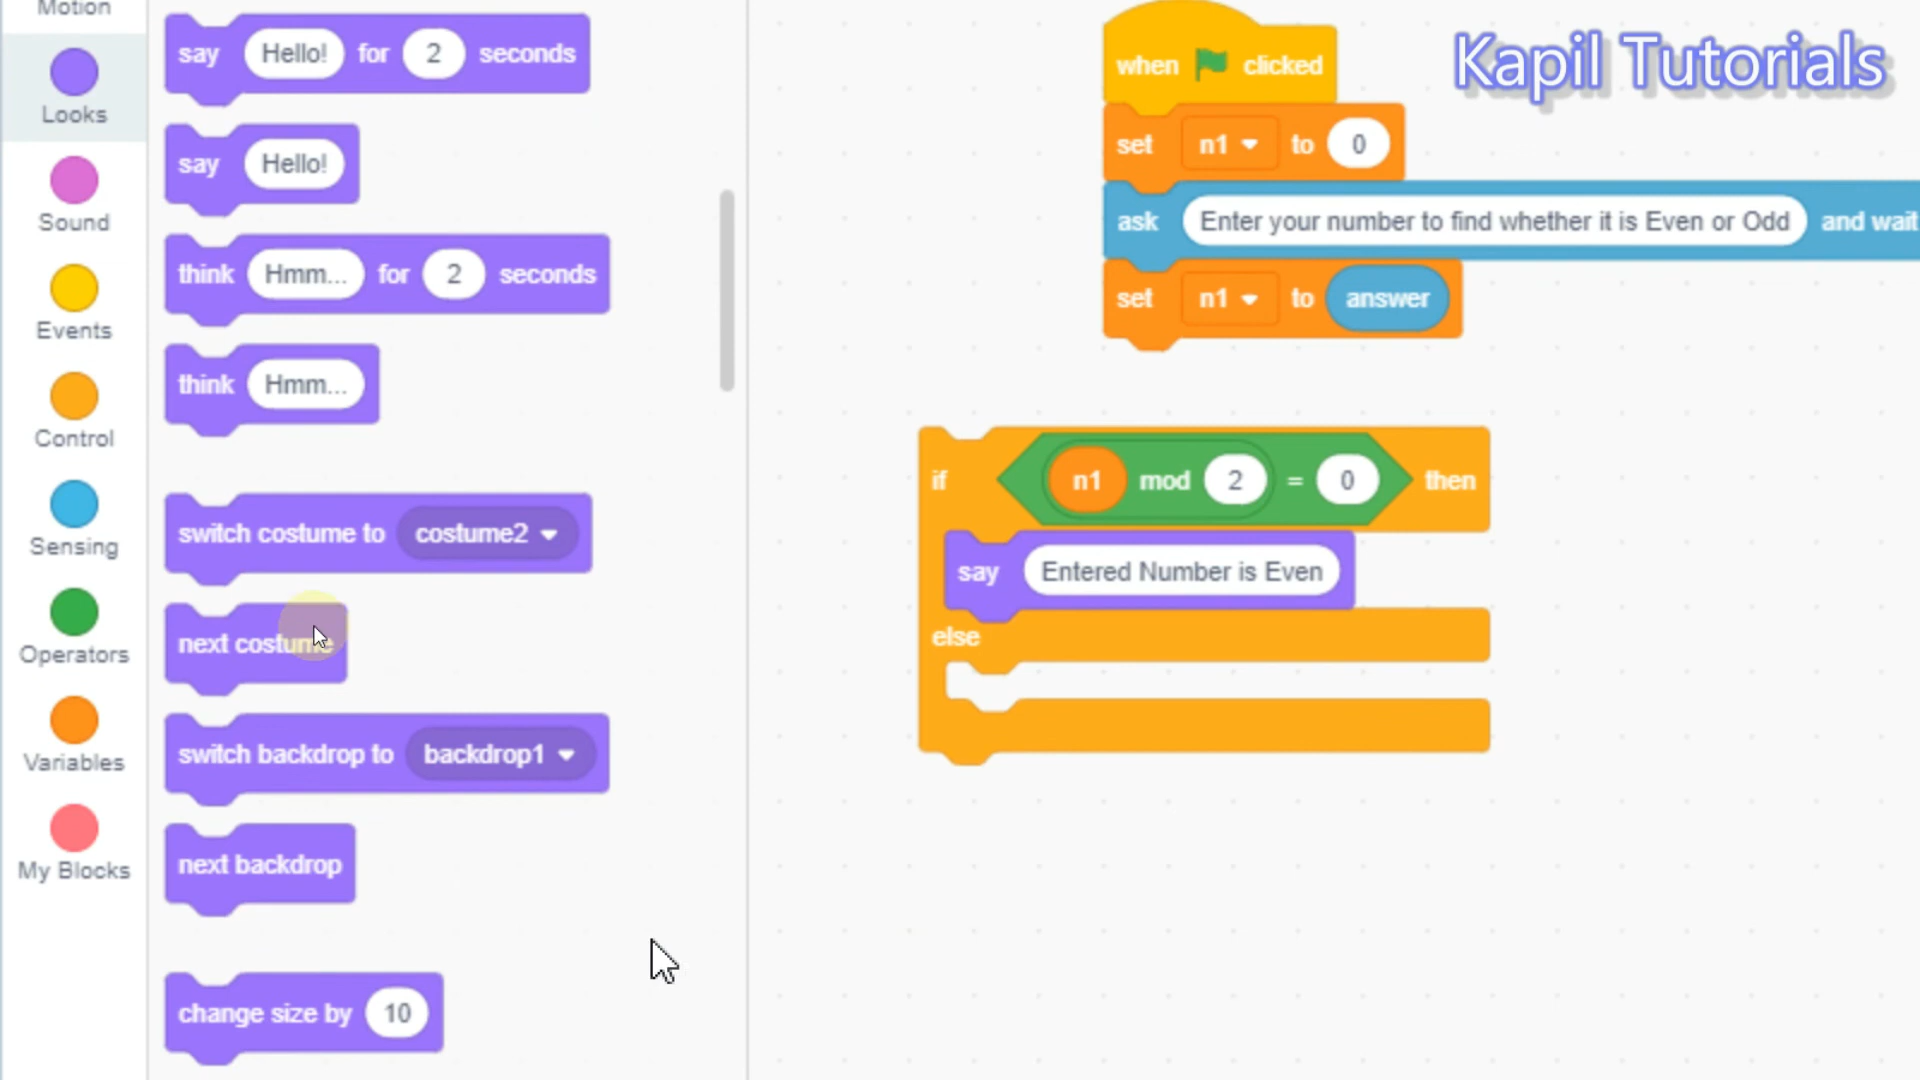 Motion
Looks
Sound
Events
Control
Sensing
Operators
Variables
My Blocks
say Hello! for 2 seconds
say Hello!
think Hmm... for 2 seconds
think Hmm...
switch costume to costume2
next costume
switch backdrop to backdrop1
next backdrop
change size by 10
when clicked
set n1 to 0
ask Enter your number to find whether it is Even or Odd and wait
set n1 to answer
if n1 mod 2 = 0 then
say Entered Number is Even
else
Kapil Tutorials